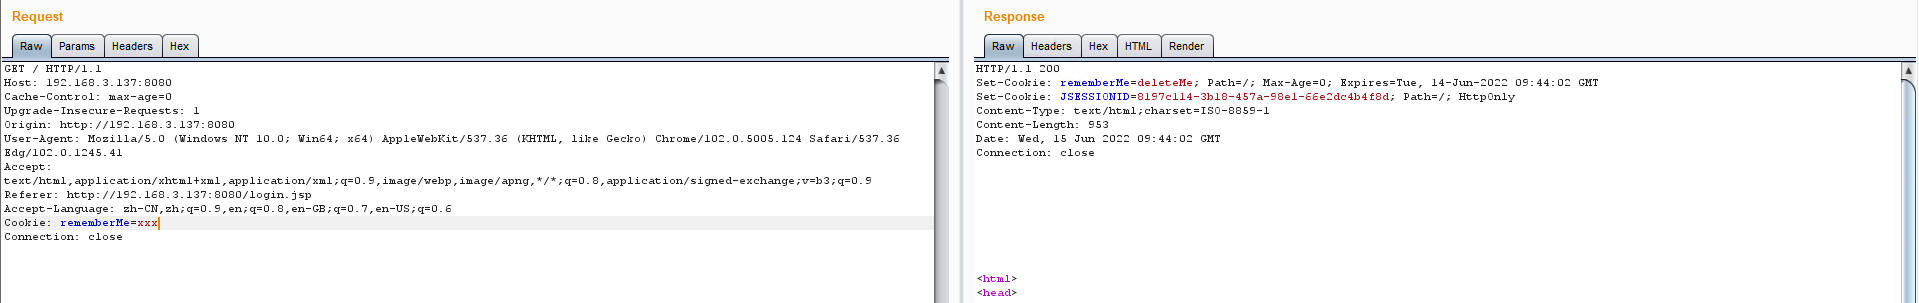 Request
Raw Params Headers Hex
GET / HTTP/1.1
Host: 192.168.3.137:8080
Cache-Control: max-age=0
Upgrade-Insecure-Requests: 1
Origin: http://192.168.3.137:8080
User-Agent: Mozilla/5.0 (Windows NT 10.0; Win64; x64) AppleWebKit/537.36 (KHTML, like Gecko) Chrome/102.0.5005.124 Safari/537.36
Edg/102.0.1245.41
Accept:
text/html,application/xhtml+xml,application/xml;q=0.9,image/webp,image/apng,*/*;q=0.8,application/signed-exchange;v=b3;q=0.9
Referer: http://192.168.3.137:8080/login.jsp
Accept-Language: zh-CN,zh;q=0.9,en;q=0.8,en-GB;q=0.7,en-US;q=0.6
Cookie: rememberMe=xxx
Connection: close
Response
Raw Headers Hex HTML Render
HTTP/1.1 200
Set-Cookie: rememberMe=deleteMe; Path=/; Max-Age=0; Expires=Tue, 14-Jun-2022 09:44:02 GMT
Set-Cookie: JSESSIONID=8197c114-3b18-457a-98e1-66e2dc4b4f8d; Path=/; HttpOnly
Content-Type: text/html;charset=ISO-8859-1
Content-Length: 953
Date: Wed, 15 Jun 2022 09:44:02 GMT
Connection: close
<html>
<head>